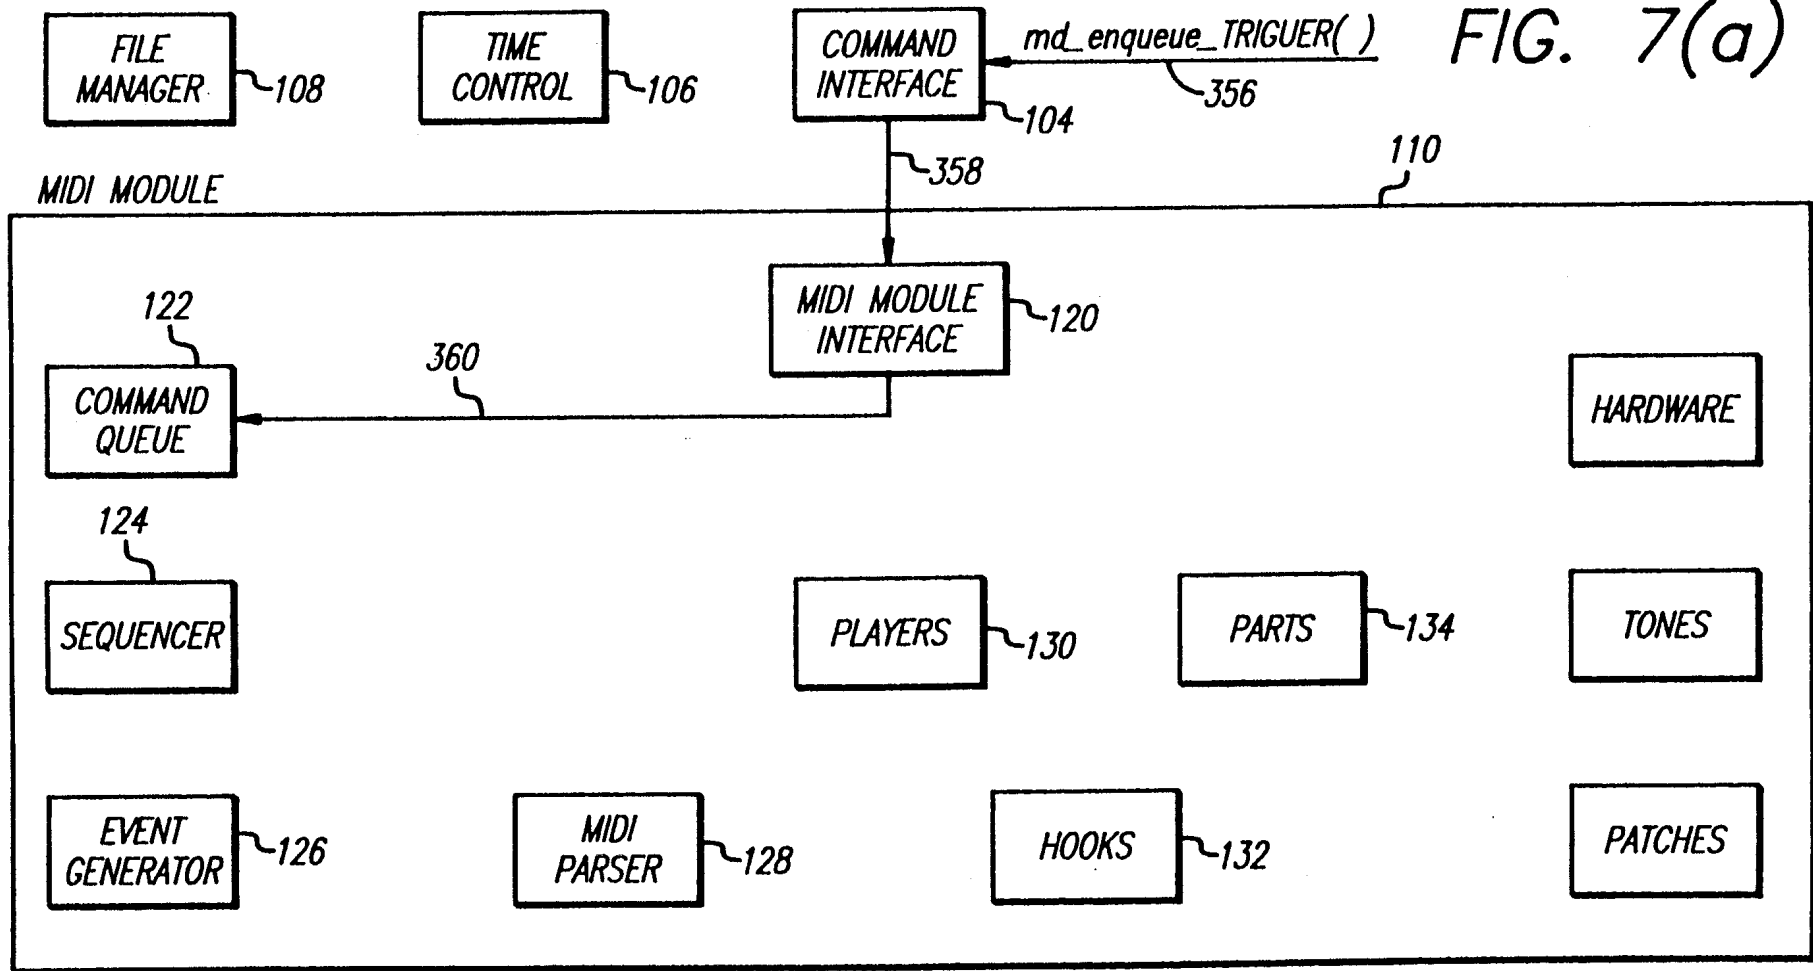 FIG. 7(a)
FILE
MANAGER
108
TIME
CONTROL
106
COMMAND
INTERFACE
104
md_enqueue_TRIGUER( )
356
358
MIDI MODULE
110
MIDI MODULE
INTERFACE
120
122
COMMAND
QUEUE
360
HARDWARE
124
SEQUENCER
PLAYERS
130
PARTS
134
TONES
EVENT
GENERATOR
126
MIDI
PARSER
128
HOOKS
132
PATCHES